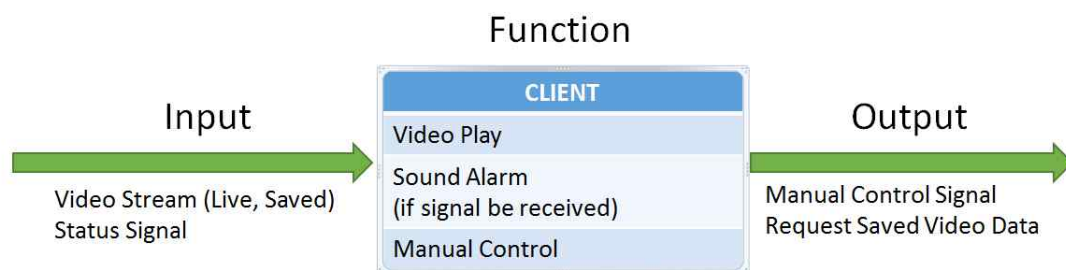 Function
Input
Video Stream (Live, Saved)
Status Signal
CLIENT
Video Play
Sound Alarm
(if signal be received)
Manual Control
Output
Manual Control Signal
Request Saved Video Data